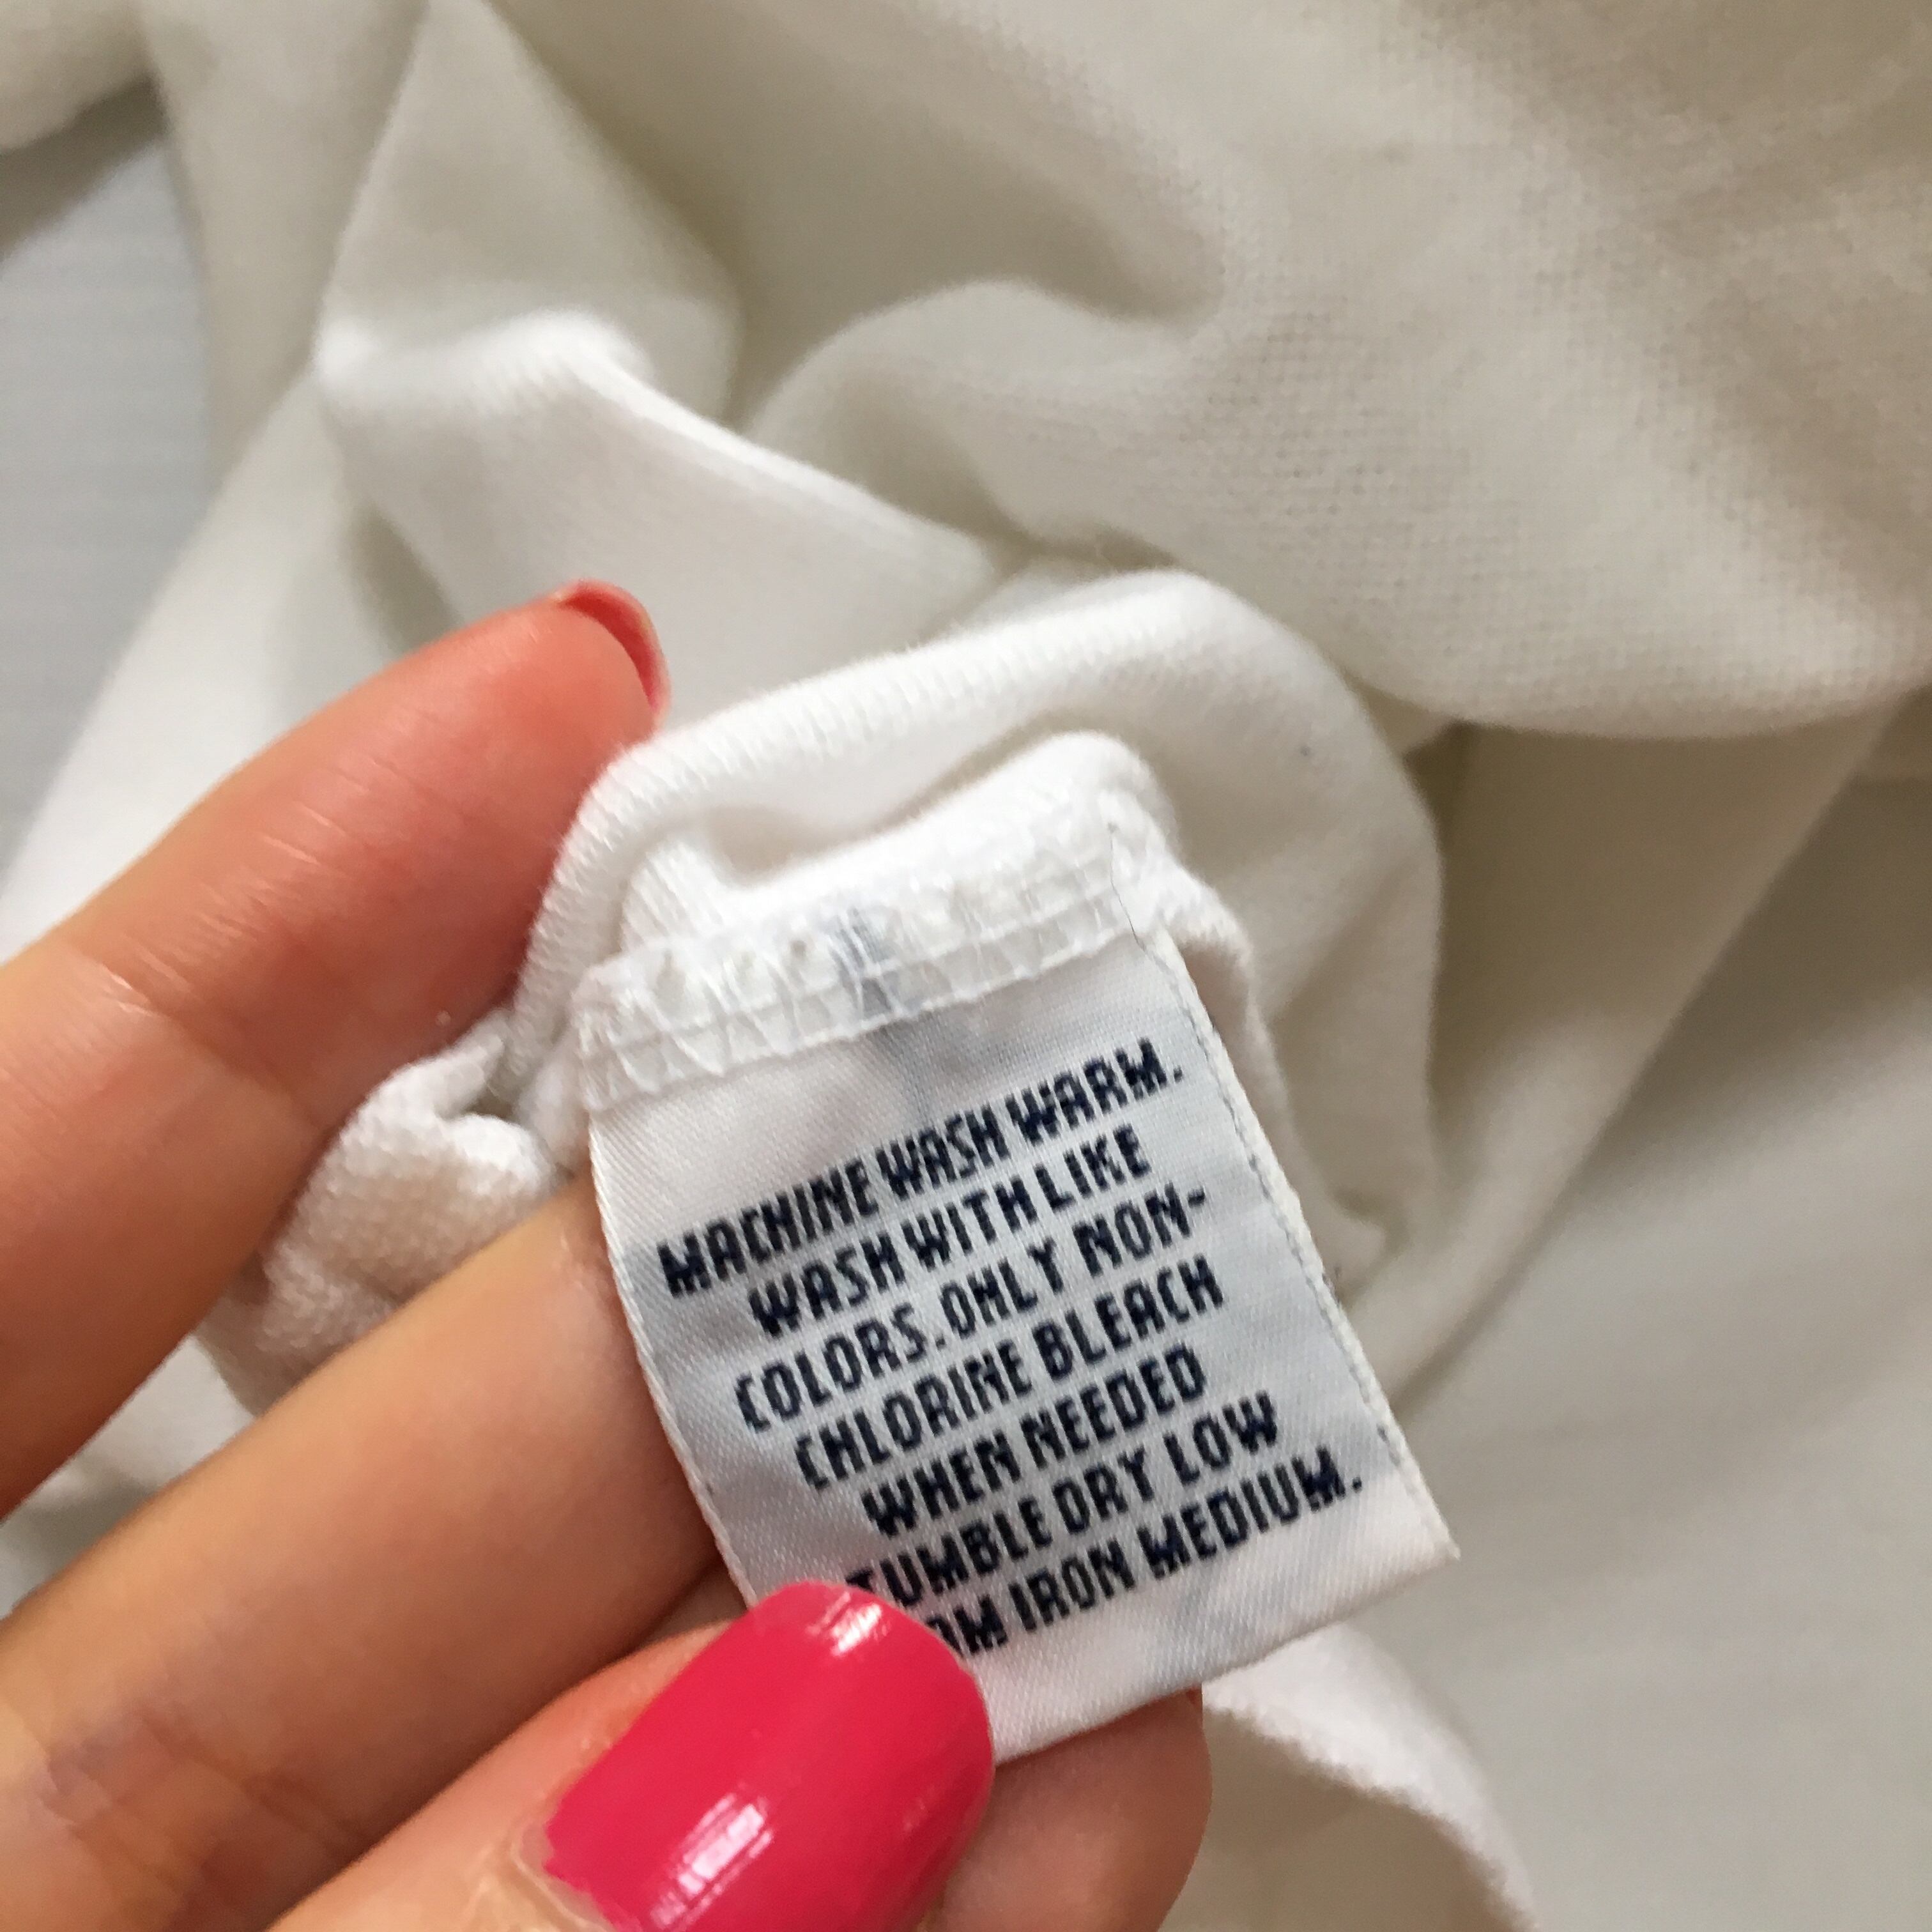 MACHINE WASH WARM.
WASH WITH LIKE
COLORS. ONLY NON-
CHLORINE BLEACH
WHEN NEEDED
TUMBLE DRY LOW
IRON MEDIUM.